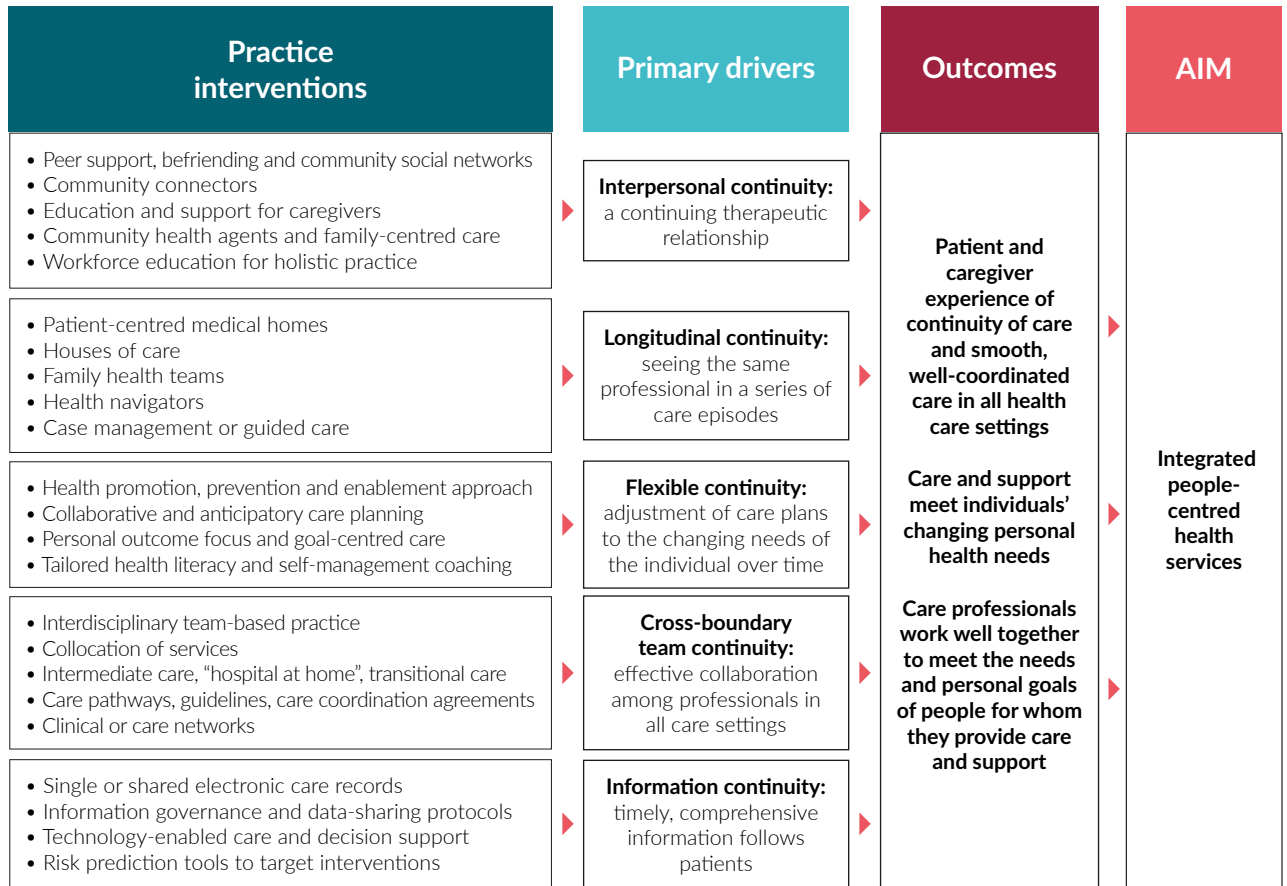 Practice
interventions
Primary drivers
Outcomes
AIM
• Peer support, befriending and community social networks
• Community connectors
• Education and support for caregivers
• Community health agents and family-centred care
• Workforce education for holistic practice
Interpersonal continuity:
a continuing therapeutic
relationship
• Patient-centred medical homes
• Houses of care
• Family health teams
• Health navigators
• Case management or guided care
Longitudinal continuity:
seeing the same
professional in a series of
care episodes
• Health promotion, prevention and enablement approach
• Collaborative and anticipatory care planning
• Personal outcome focus and goal-centred care
• Tailored health literacy and self-management coaching
Flexible continuity:
adjustment of care plans
to the changing needs of
the individual over time
• Interdisciplinary team-based practice
• Collocation of services
• Intermediate care, “hospital at home”, transitional care
• Care pathways, guidelines, care coordination agreements
• Clinical or care networks
Cross-boundary
team continuity:
effective collaboration
among professionals in
all care settings
• Single or shared electronic care records
• Information governance and data-sharing protocols
• Technology-enabled care and decision support
• Risk prediction tools to target interventions
Information continuity:
timely, comprehensive
information follows
patients
Patient and
caregiver
experience of
continuity of care
and smooth,
well-coordinated
care in all health
care settings
Care and support
meet individuals’
changing personal
health needs
Care professionals
work well together
to meet the needs
and personal goals
of people for whom
they provide care
and support
Integrated
people-
centred
health
services